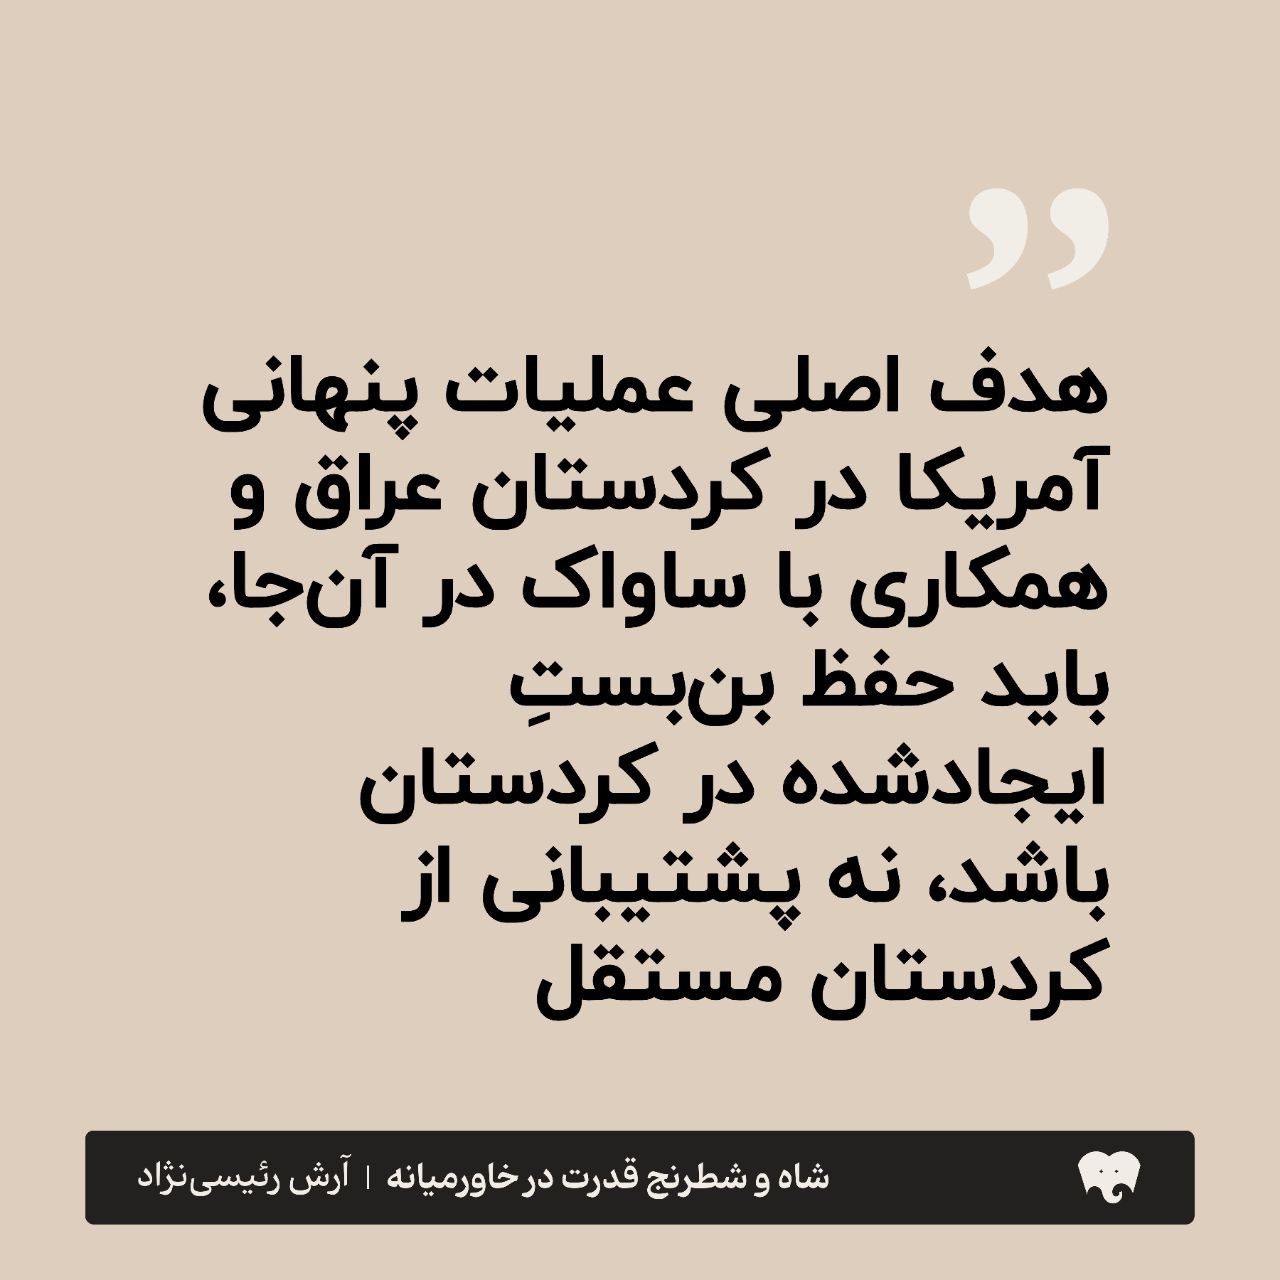 ”
هدف اصلی عملیات پنهانی
آمریکا در کردستان عراق و
همکاری با ساواک در آن‌جا،
باید حفظ بن‌بستِ
ایجادشده در کردستان
باشد، نه پشتیبانی از
کردستان مستقل
شاه و شطرنج قدرت در خاورمیانه | آرش رئیسی‌نژاد